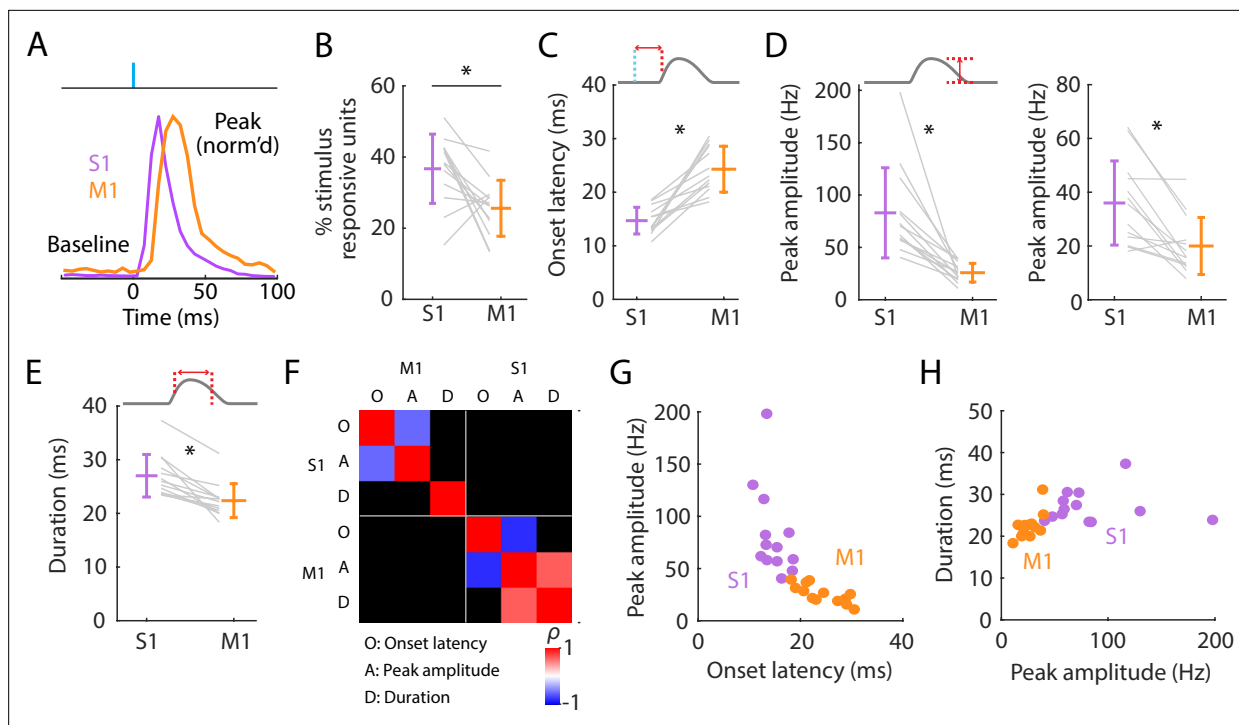 A
S1
M1
Peak
(norm'd)
Baseline
0
50
100
Time (ms)
B
*
% stimulus
responsive units
60
40
20
0
S1
M1
C
*
Onset latency (ms)
40
30
20
10
0
S1
M1
D
*
Peak amplitude (Hz)
200
150
100
50
0
S1
M1
*
Peak amplitude (Hz)
80
60
40
20
0
S1
M1
E
*
Duration (ms)
40
30
20
10
0
S1
M1
F
M1
S1
O
A
D
O
A
D
S1
O
A
D
M1
O
A
D
O: Onset latency
A: Peak amplitude
D: Duration
ρ
1
-1
G
Peak amplitude (Hz)
200
150
100
50
0
S1
M1
0
20
40
Onset latency (ms)
H
Duration (ms)
50
40
30
20
10
0
S1
M1
0
100
200
Peak amplitude (Hz)